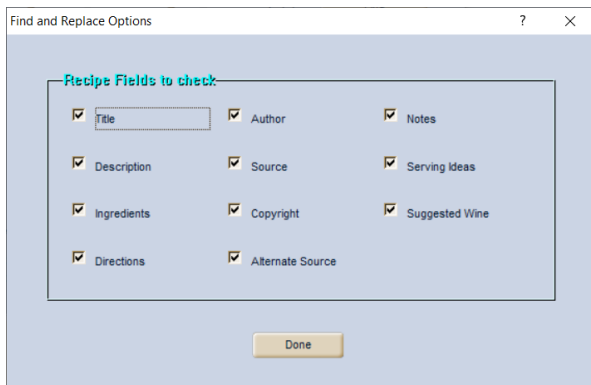 Find and Replace Options
Recipe Fields to check
Title Author Notes
Description Source Serving Ideas
Ingredients Copyright Suggested Wine
Directions Alternate Source
Done